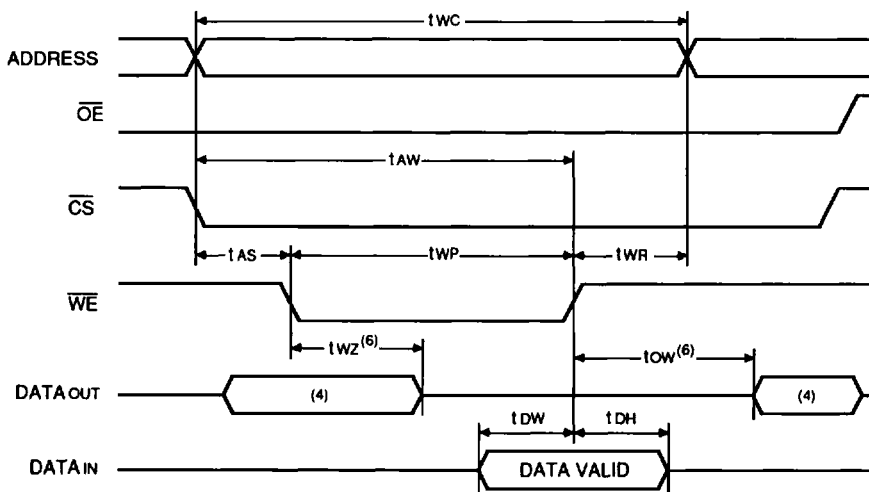 tWC
ADDRESS
OE
tAW
CS
tAS
tWP
tWR
WE
tWZ(6)
tOW(6)
DATA OUT
(4)
(4)
tDW
tDH
DATA IN
DATA VALID